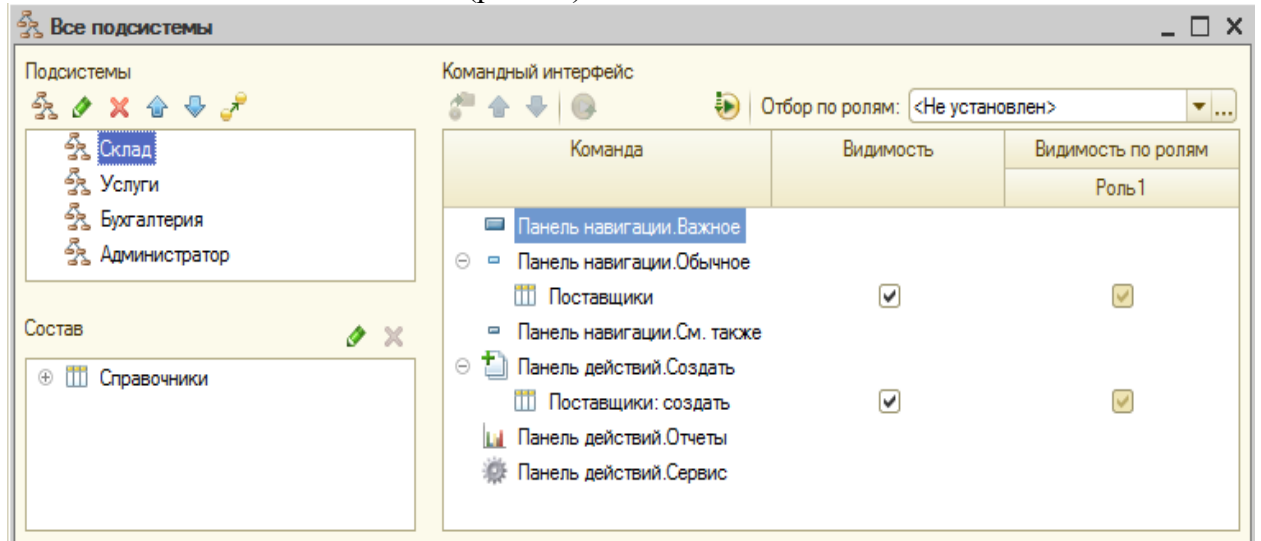 Все подсистемы
Подсистемы
Склад
Услуги
Бухгалтерия
Администратор
Состав
Справочники
Командный интерфейс
Отбор по ролям: <Не установлен>
Команда Видимость Видимость по ролям
Роль1
Панель навигации.Важное
Панель навигации.Обычное
Поставщики
Панель навигации.См. также
Панель действий.Создать
Поставщики: создать
Панель действий.Отчеты
Панель действий.Сервис